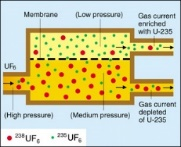 Membrane
(Low pressure)
Gas current
enriched
with U-235
UF₆
(High pressure)
(Medium pressure)
Gas current
depleted
of U-235
²³⁸UF₆
²³⁵UF₆